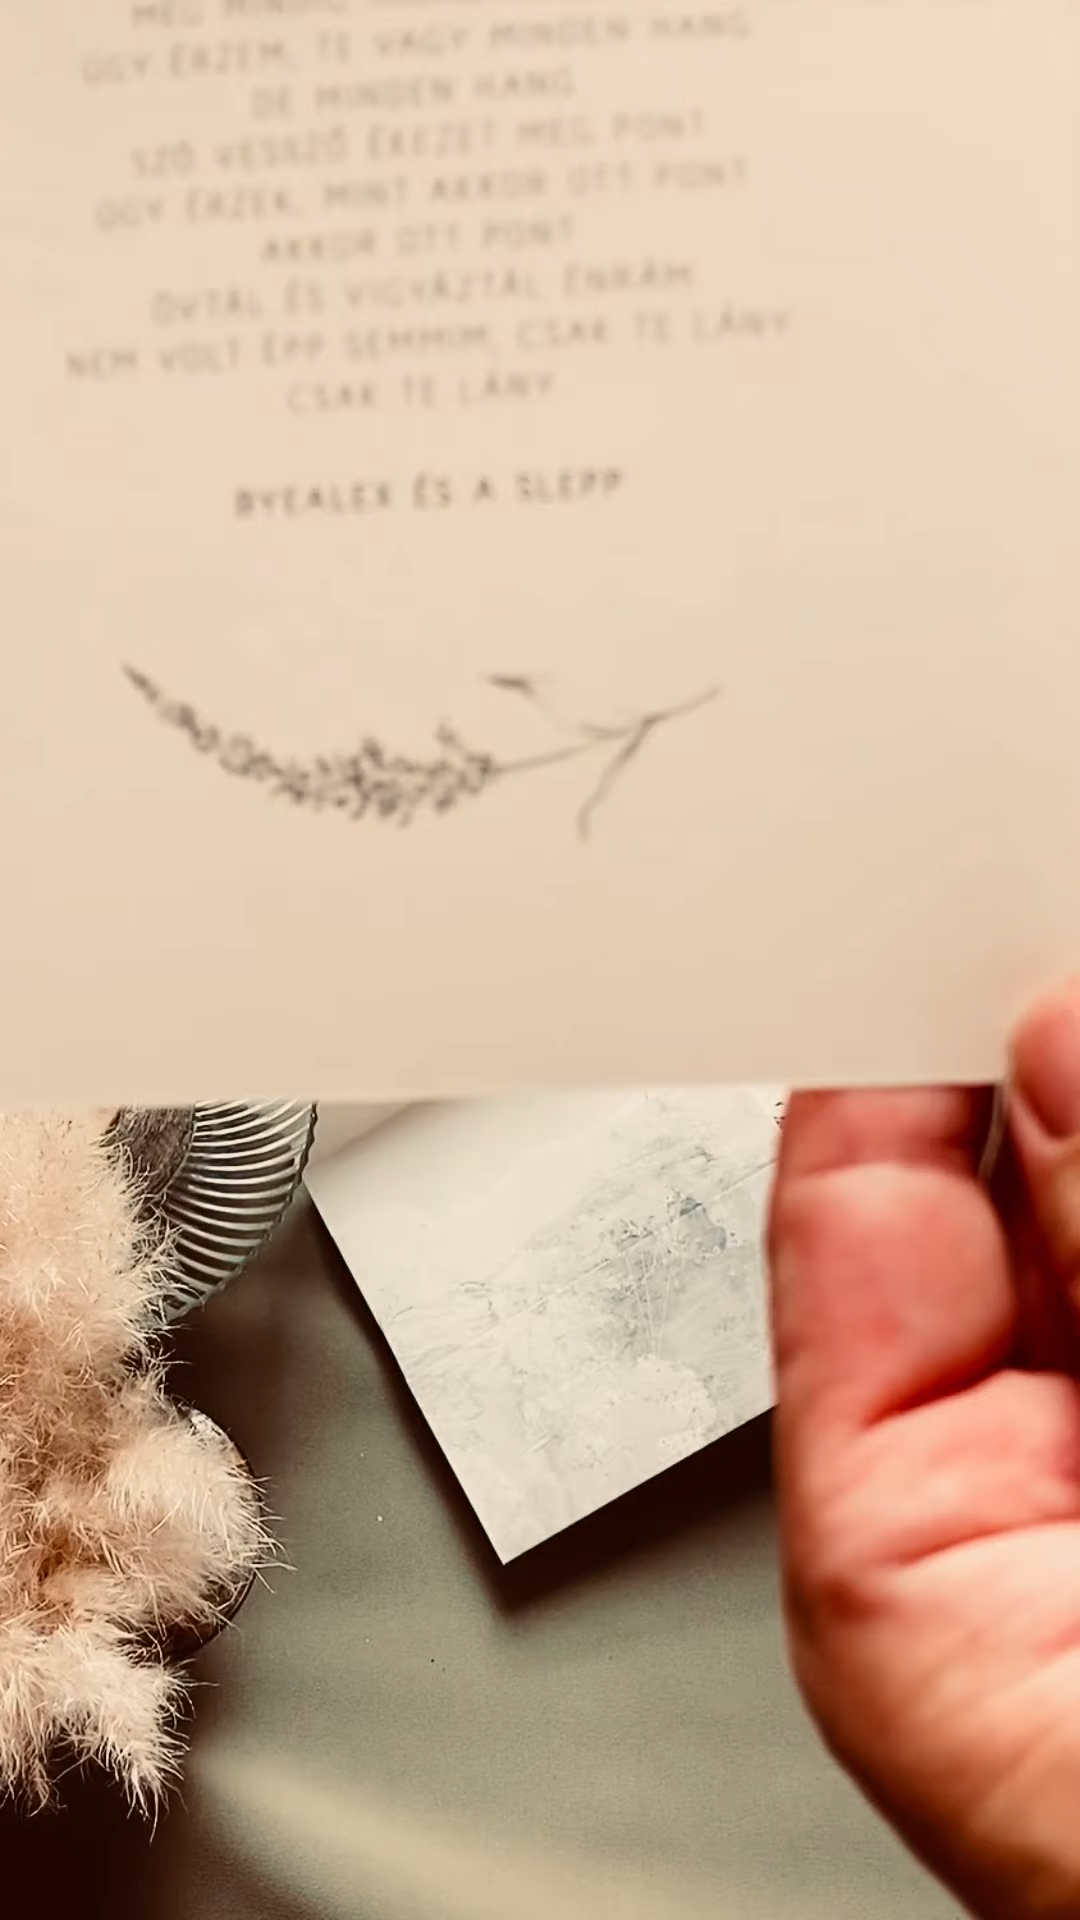 MÉG MINDIG
ÚGY ÉRZEM, TE VAGY MINDEN HANG
DE MINDEN HANG
SZÓ VESSZŐ ÉKEZET MEG PONT
ÚGY ÉRZEK, MINT AKKOR OTT PONT
AKKOR OTT PONT
ÓVTÁL ÉS VIGYÁZTÁL ÉNRÁM
NEM VOLT ÉPP SEMMIM, CSAK TE LÁNY
CSAK TE LÁNY
BYEALEX ÉS A SLEPP